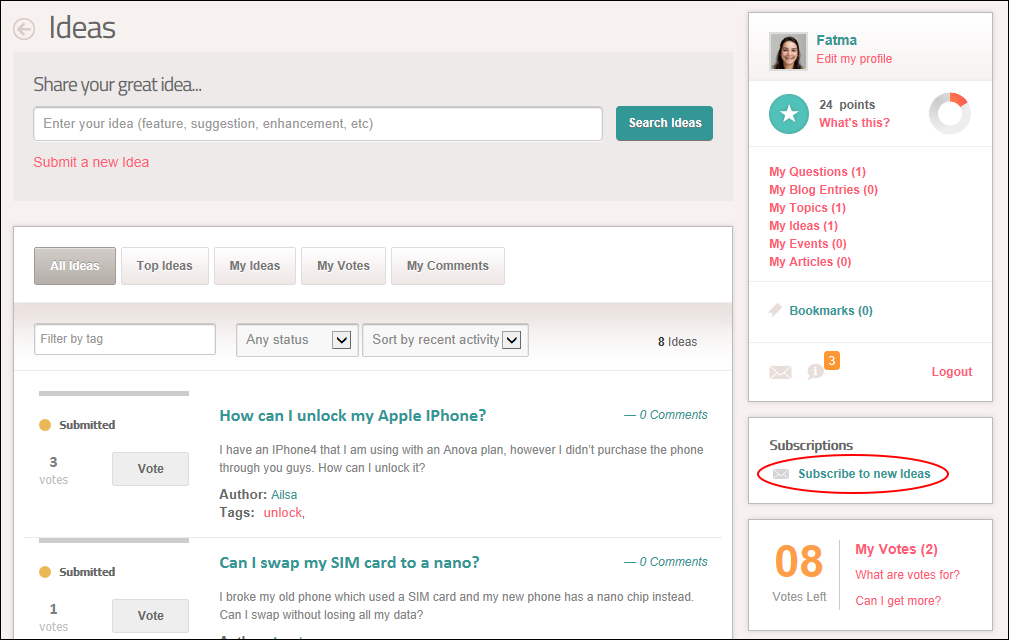 Ideas
Share your great idea...
Enter your idea (feature, suggestion, enhancement, etc)
Search Ideas
Submit a new Idea
All Ideas
Top Ideas
My Ideas
My Votes
My Comments
Filter by tag
Any status
Sort by recent activity
8 Ideas
Submitted
3
votes
Vote
How can I unlock my Apple IPhone?
— 0 Comments
I have an IPhone4 that I am using with an Anova plan, however I didn't purchase the phone
through you guys. How can I unlock it?
Author: Ailsa
Tags: unlock,
Submitted
1
votes
Vote
Can I swap my SIM card to a nano?
— 0 Comments
I broke my old phone which used a SIM card and my new phone has a nano chip instead.
Can I swap without losing all my data?
Fatma
Edit my profile
24 points
What's this?
My Questions (1)
My Blog Entries (0)
My Topics (1)
My Ideas (1)
My Events (0)
My Articles (0)
Bookmarks (0)
3
Logout
Subscriptions
Subscribe to new Ideas
08
Votes Left
My Votes (2)
What are votes for?
Can I get more?